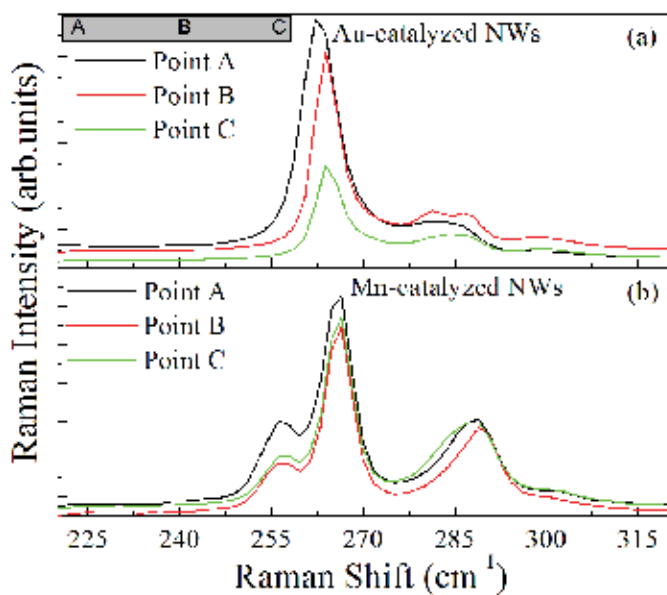 A B C
Au-catalyzed NWs
(a)
Point A
Point B
Point C
Mn-catalyzed NWs
(b)
Point A
Point B
Point C
Raman Intensity (arb.units)
225 240 255 270 285 300 315
Raman Shift (cm⁻¹)